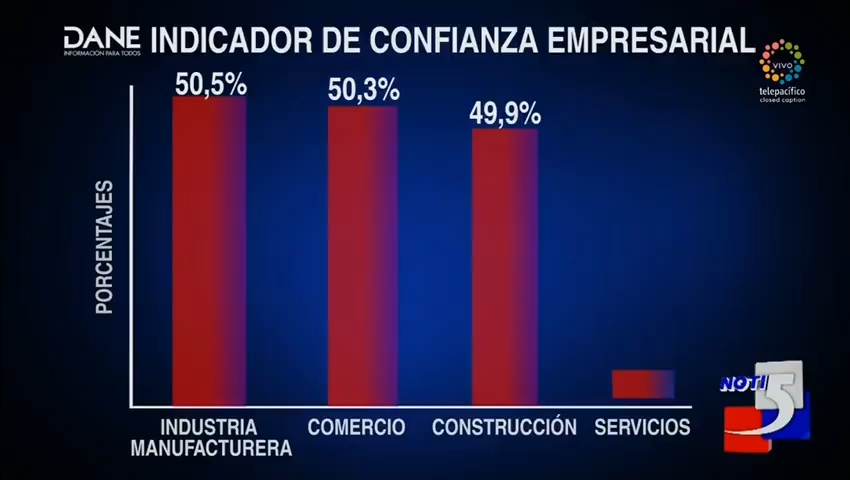 DANE
INFORMACIÓN PARA TODOS
INDICADOR DE CONFIANZA EMPRESARIAL
VIVO
telepacífico
closed caption
50,5%
50,3%
49,9%
PORCENTAJES
INDUSTRIA
MANUFACTURERA
COMERCIO
CONSTRUCCIÓN
SERVICIOS
NOTI 5